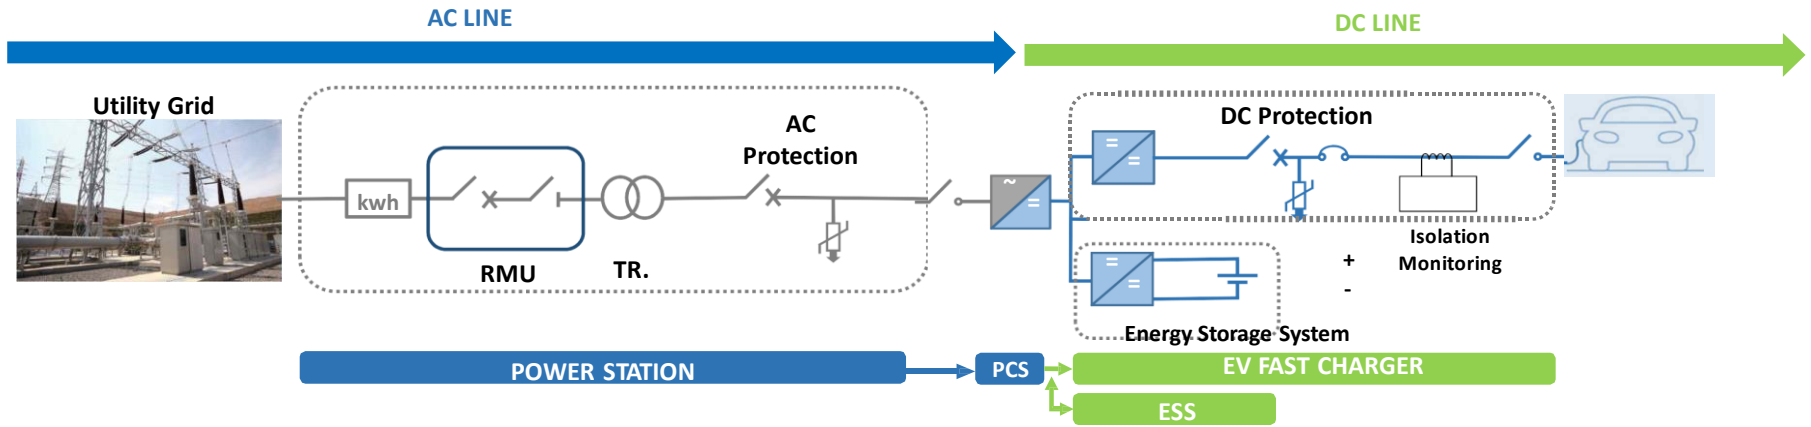 AC LINE
DC LINE
Utility Grid
AC
Protection
DC Protection
kwh
RMU
TR.
~
=
=
=
=
=
Isolation
Monitoring
+
-
Energy Storage System
POWER STATION
PCS
EV FAST CHARGER
ESS